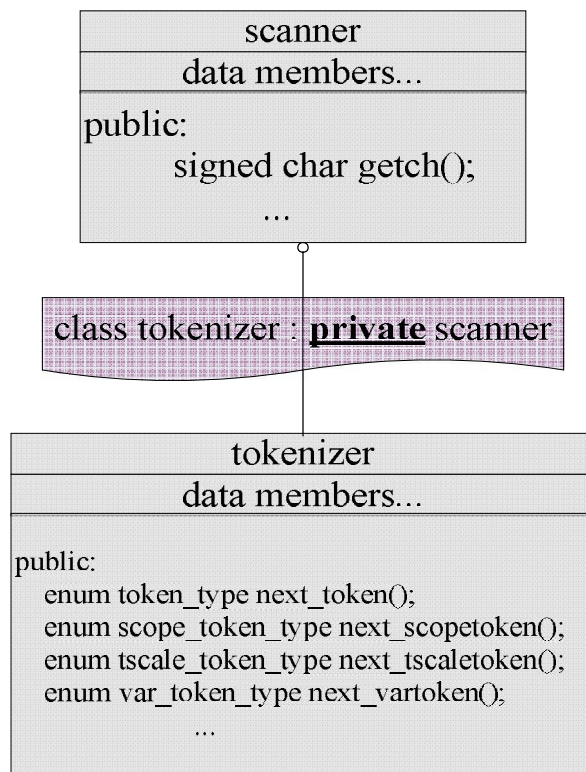 scanner
data members...
public:
signed char getch();
...
class tokenizer : private scanner
tokenizer
data members...
public:
enum token_type next_token();
enum scope_token_type next_scopetoken();
enum tscale_token_type next_tscaletoken();
enum var_token_type next_vartoken();
...